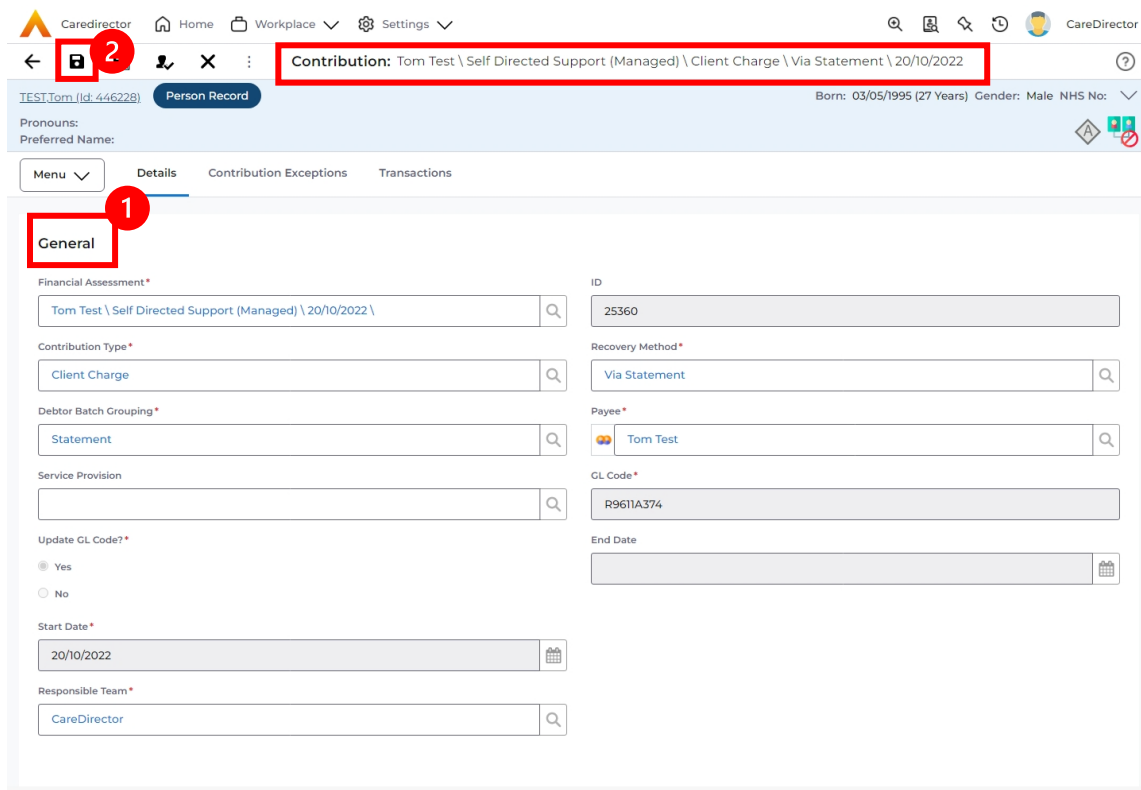 Caredirector Home Workplace Settings CareDirector
2
Contribution: Tom Test \ Self Directed Support (Managed) \ Client Charge \ Via Statement \ 20/10/2022
TEST,Tom (Id: 446228) Person Record Born: 03/05/1995 (27 Years) Gender: Male NHS No:
Pronouns:
Preferred Name:
A
Menu Details Contribution Exceptions Transactions
1
General
Financial Assessment* ID
Tom Test \ Self Directed Support (Managed) \ 20/10/2022 \ 25360
Contribution Type* Recovery Method*
Client Charge Via Statement
Debtor Batch Grouping* Payee*
Statement Tom Test
Service Provision GL Code*
R9611A374
Update GL Code?* End Date
Yes
No
Start Date*
20/10/2022
Responsible Team*
CareDirector